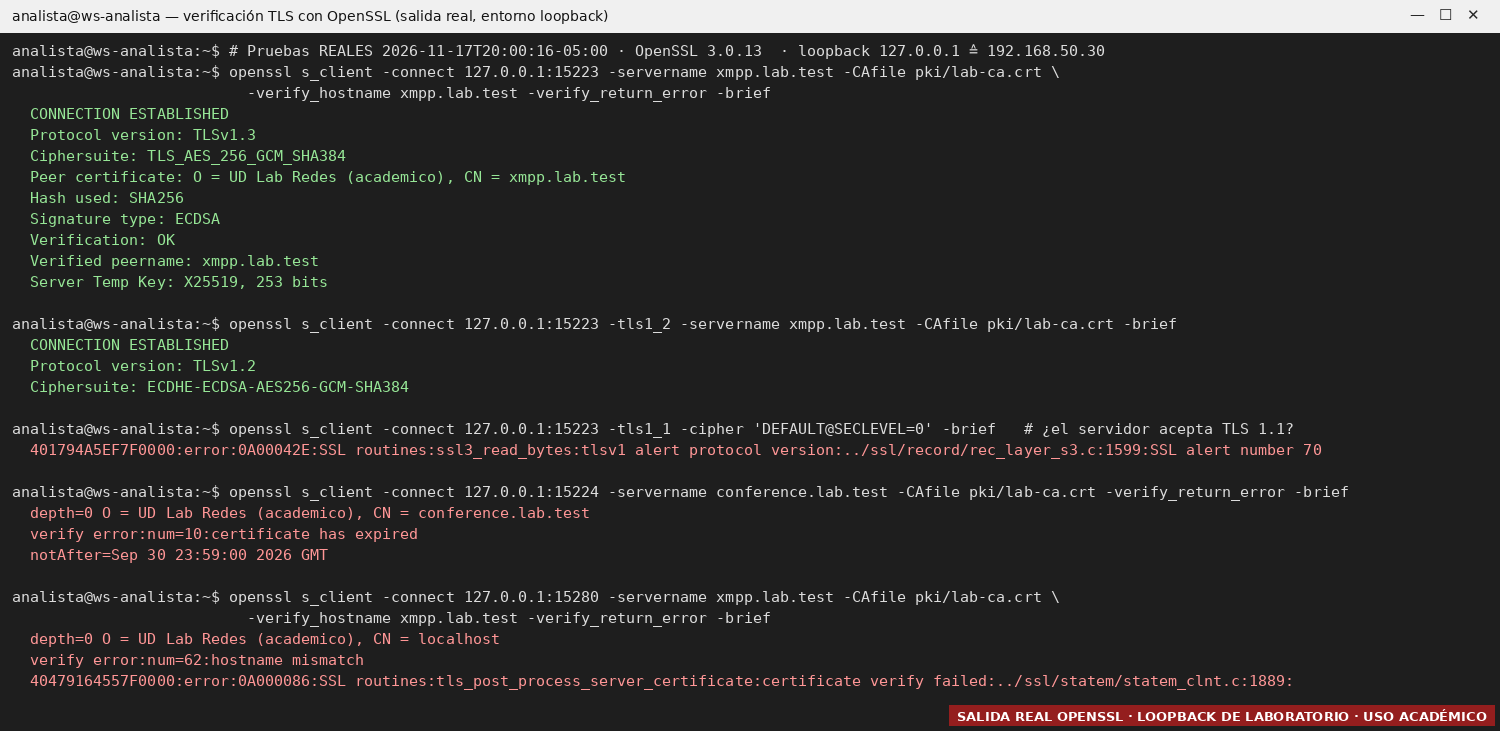 analista@ws-analista — verificación TLS con OpenSSL (salida real, entorno loopback)
analista@ws-analista:~$ # Pruebas REALES 2026-11-17T20:00:16-05:00 · OpenSSL 3.0.13  · loopback 127.0.0.1 ≙ 192.168.50.30
analista@ws-analista:~$ openssl s_client -connect 127.0.0.1:15223 -servername xmpp.lab.test -CAfile pki/lab-ca.crt \
-verify_hostname xmpp.lab.test -verify_return_error -brief
CONNECTION ESTABLISHED
Protocol version: TLSv1.3
Ciphersuite: TLS_AES_256_GCM_SHA384
Peer certificate: O = UD Lab Redes (academico), CN = xmpp.lab.test
Hash used: SHA256
Signature type: ECDSA
Verification: OK
Verified peername: xmpp.lab.test
Server Temp Key: X25519, 253 bits
analista@ws-analista:~$ openssl s_client -connect 127.0.0.1:15223 -tls1_2 -servername xmpp.lab.test -CAfile pki/lab-ca.crt -brief
CONNECTION ESTABLISHED
Protocol version: TLSv1.2
Ciphersuite: ECDHE-ECDSA-AES256-GCM-SHA384
analista@ws-analista:~$ openssl s_client -connect 127.0.0.1:15223 -tls1_1 -cipher 'DEFAULT@SECLEVEL=0' -brief   # ¿el servidor acepta TLS 1.1?
401794A5EF7F0000:error:0A00042E:SSL routines:ssl3_read_bytes:tlsv1 alert protocol version:../ssl/record/rec_layer_s3.c:1599:SSL alert number 70
analista@ws-analista:~$ openssl s_client -connect 127.0.0.1:15224 -servername conference.lab.test -CAfile pki/lab-ca.crt -verify_return_error -brief
depth=0 O = UD Lab Redes (academico), CN = conference.lab.test
verify error:num=10:certificate has expired
notAfter=Sep 30 23:59:00 2026 GMT
analista@ws-analista:~$ openssl s_client -connect 127.0.0.1:15280 -servername xmpp.lab.test -CAfile pki/lab-ca.crt \
-verify_hostname xmpp.lab.test -verify_return_error -brief
depth=0 O = UD Lab Redes (academico), CN = localhost
verify error:num=62:hostname mismatch
40479164557F0000:error:0A000086:SSL routines:tls_post_process_server_certificate:certificate verify failed:../ssl/statem/statem_clnt.c:1889:
SALIDA REAL OPENSSL · LOOPBACK DE LABORATORIO · USO ACADÉMICO